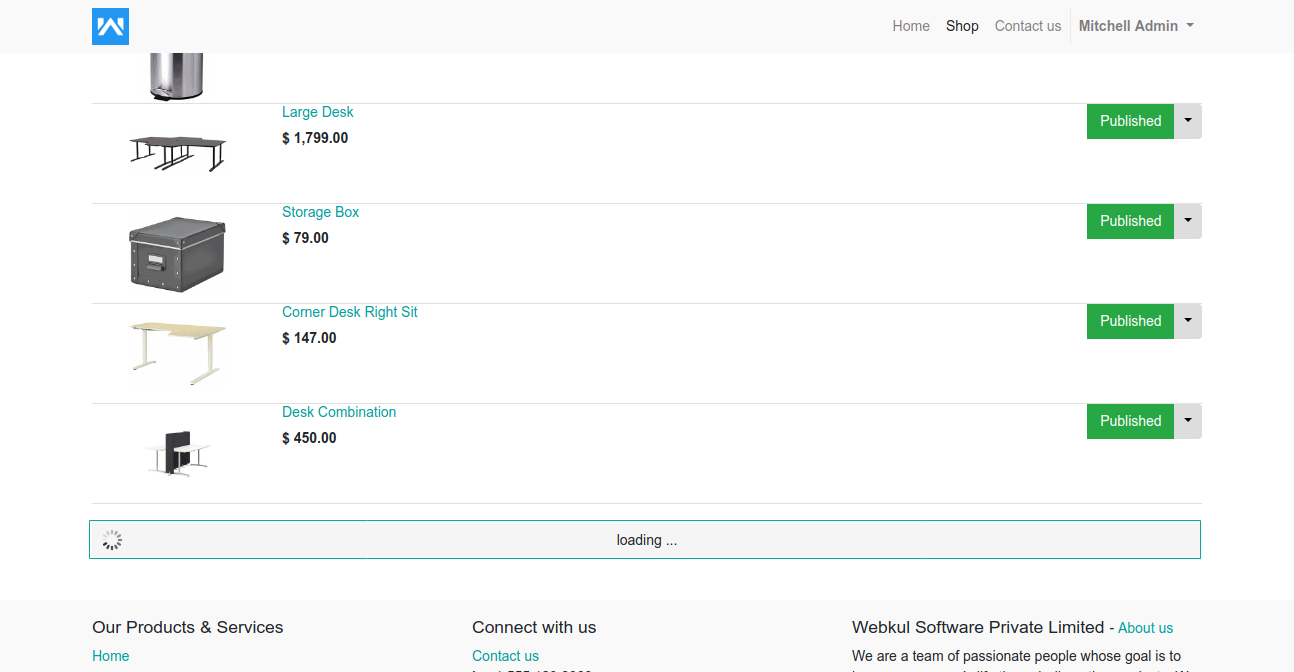 Home Shop Contact us Mitchell Admin
Large Desk
$ 1,799.00
Published
Storage Box
$ 79.00
Published
Corner Desk Right Sit
$ 147.00
Published
Desk Combination
$ 450.00
Published
loading ...
Our Products & Services
Home
Connect with us
Contact us
Webkul Software Private Limited - About us
We are a team of passionate people whose goal is to